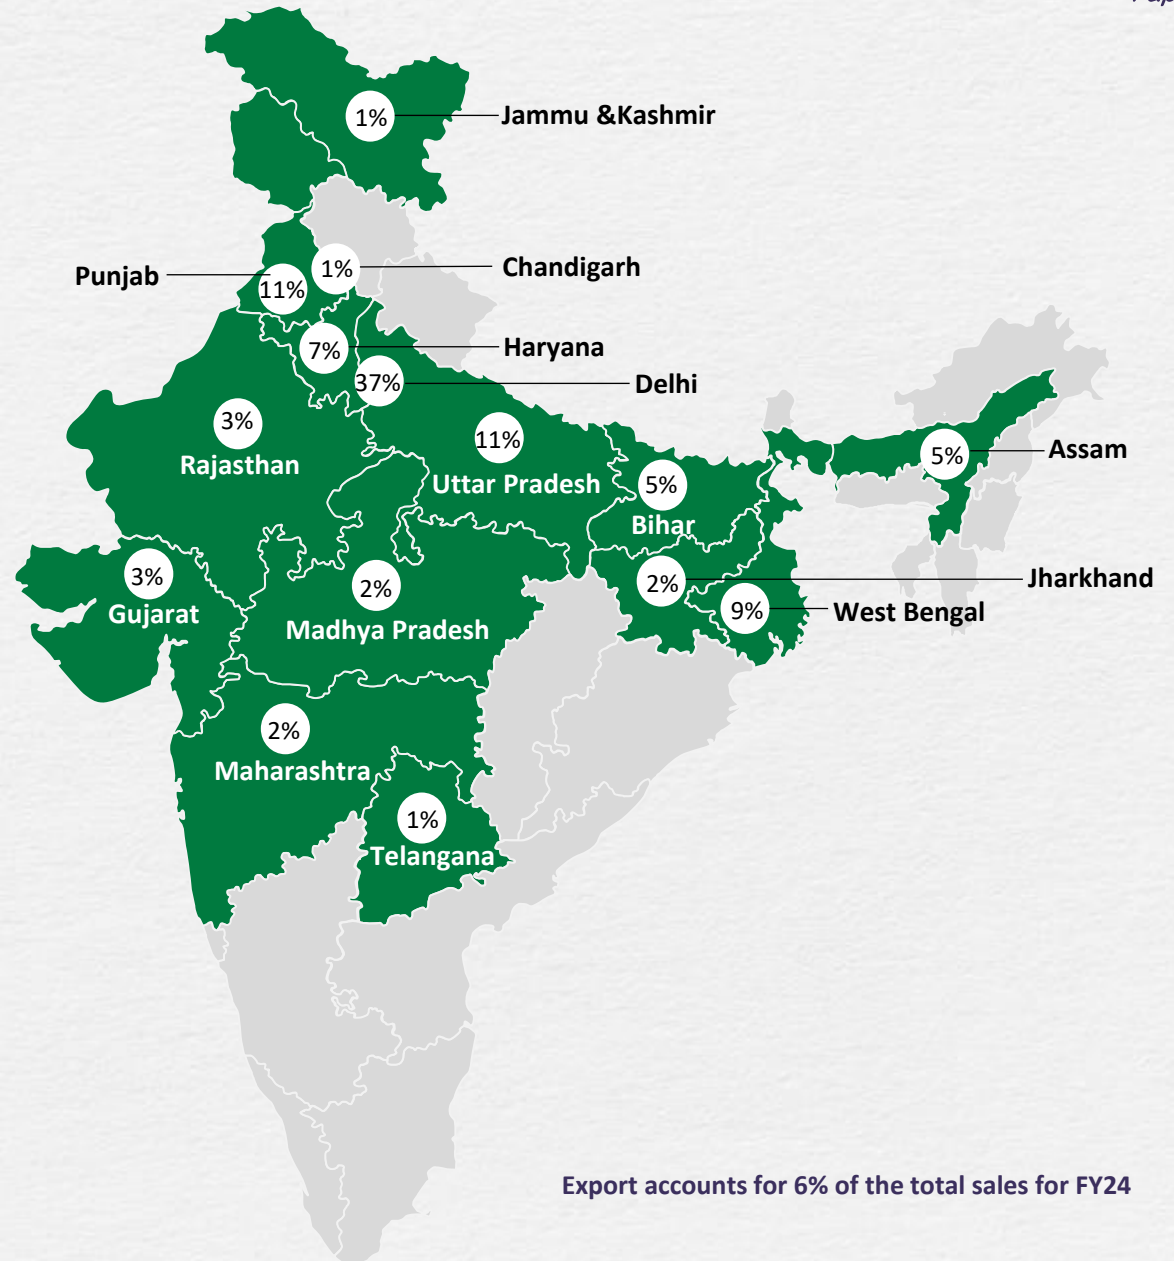 1%
Jammu &Kashmir
Punjab
11%
1%
Chandigarh
7%
Haryana
37%
Delhi
3%
Rajasthan
11%
Uttar Pradesh
5%
Bihar
5%
Assam
3%
Gujarat
2%
Madhya Pradesh
2%
Jharkhand
9%
West Bengal
2%
Maharashtra
1%
Telangana
Export accounts for 6% of the total sales for FY24